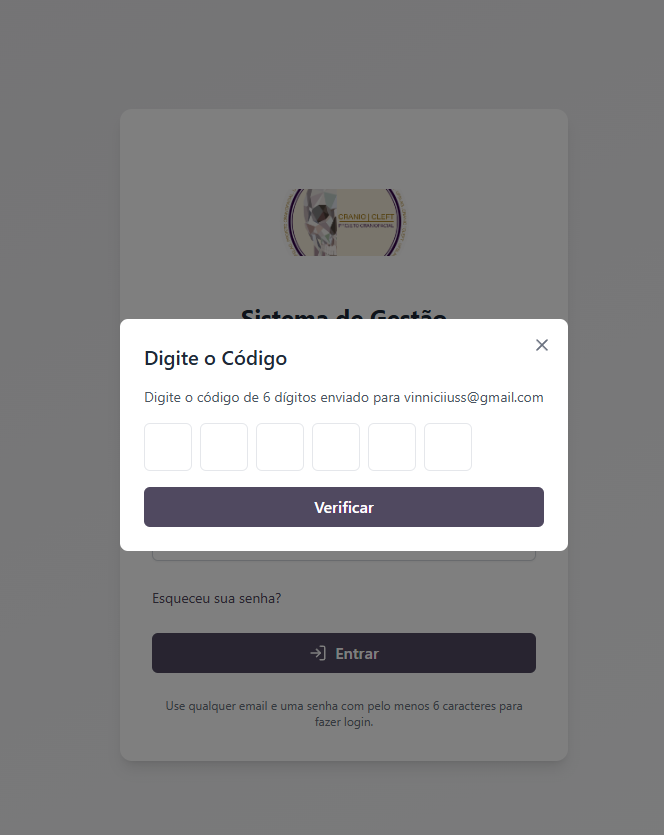 CRANIO | CLEFT
Sistema de Gestão
Digite o Código
Digite o código de 6 dígitos enviado para vinniciiuss@gmail.com
Verificar
Esqueceu sua senha?
Entrar
Use qualquer email e uma senha com pelo menos 6 caracteres para
fazer login.